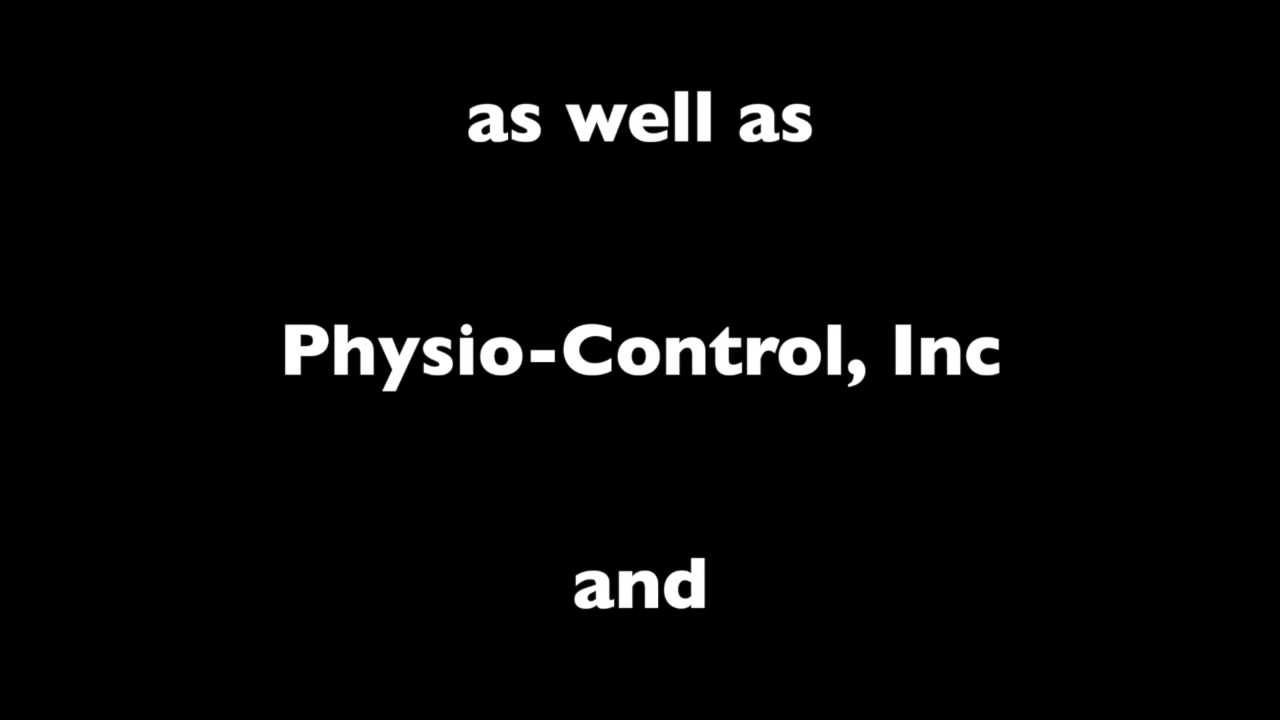 as well as
Physio-Control, Inc
and